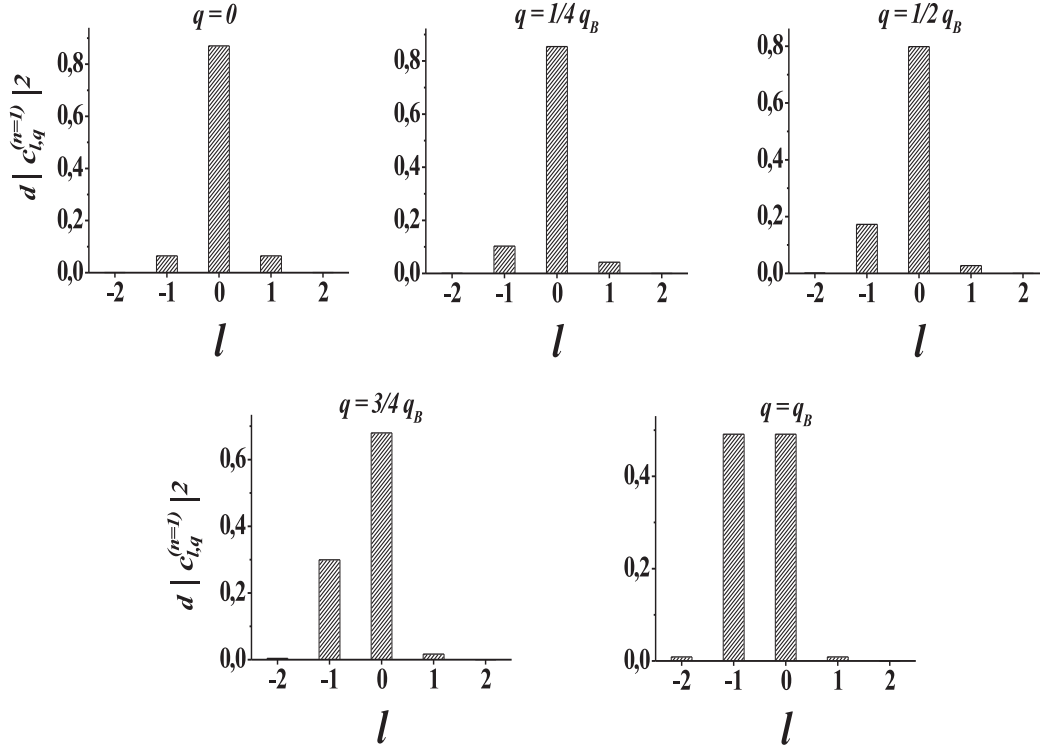 q = 0
0,8
0,6
0,4
0,2
0,0
d | c_{l,q}^{(n=1)} |2
-2 -1 0 1 2
l
q = 1/4 q_B
0,8
0,6
0,4
0,2
0,0
-2 -1 0 1 2
l
q = 1/2 q_B
0,8
0,6
0,4
0,2
0,0
-2 -1 0 1 2
l
q = 3/4 q_B
0,6
0,4
0,2
0,0
d | c_{l,q}^{(n=1)} |2
-2 -1 0 1 2
l
q = q_B
0,4
0,2
0,0
-2 -1 0 1 2
l